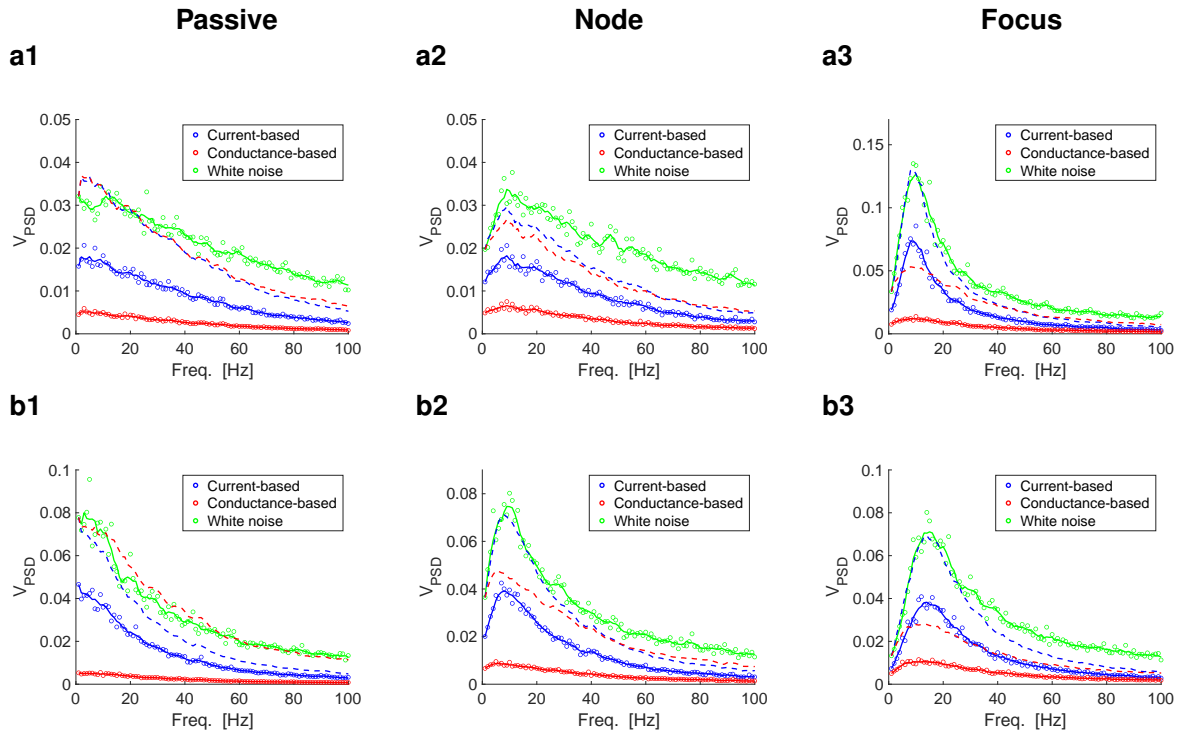 Passive
Node
Focus
a1
a2
a3
0.05
0.04
0.03
0.02
0.01
0
V_PSD
0 20 40 60 80 100
Freq. [Hz]
Current-based
Conductance-based
White noise
0.05
0.04
0.03
0.02
0.01
0
V_PSD
0 20 40 60 80 100
Freq. [Hz]
Current-based
Conductance-based
White noise
0.15
0.1
0.05
0
V_PSD
0 20 40 60 80 100
Freq. [Hz]
Current-based
Conductance-based
White noise
b1
b2
b3
0.1
0.08
0.06
0.04
0.02
0
V_PSD
0 20 40 60 80 100
Freq. [Hz]
Current-based
Conductance-based
White noise
0.08
0.06
0.04
0.02
0
V_PSD
0 20 40 60 80 100
Freq. [Hz]
Current-based
Conductance-based
White noise
0.1
0.08
0.06
0.04
0.02
0
V_PSD
0 20 40 60 80 100
Freq. [Hz]
Current-based
Conductance-based
White noise